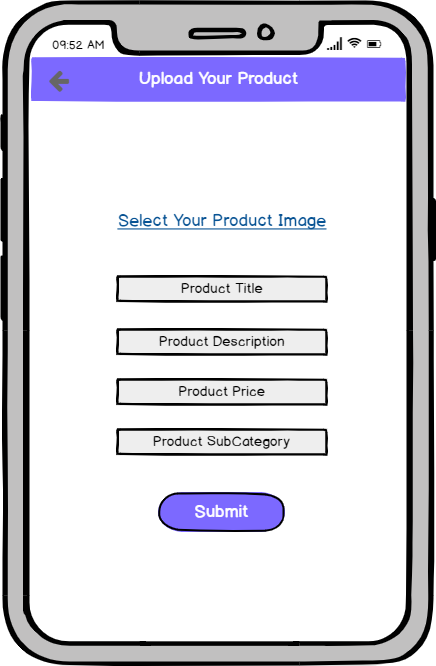 09:52 AM
Upload Your Product
Select Your Product Image
Product Title
Product Description
Product Price
Product SubCategory
Submit